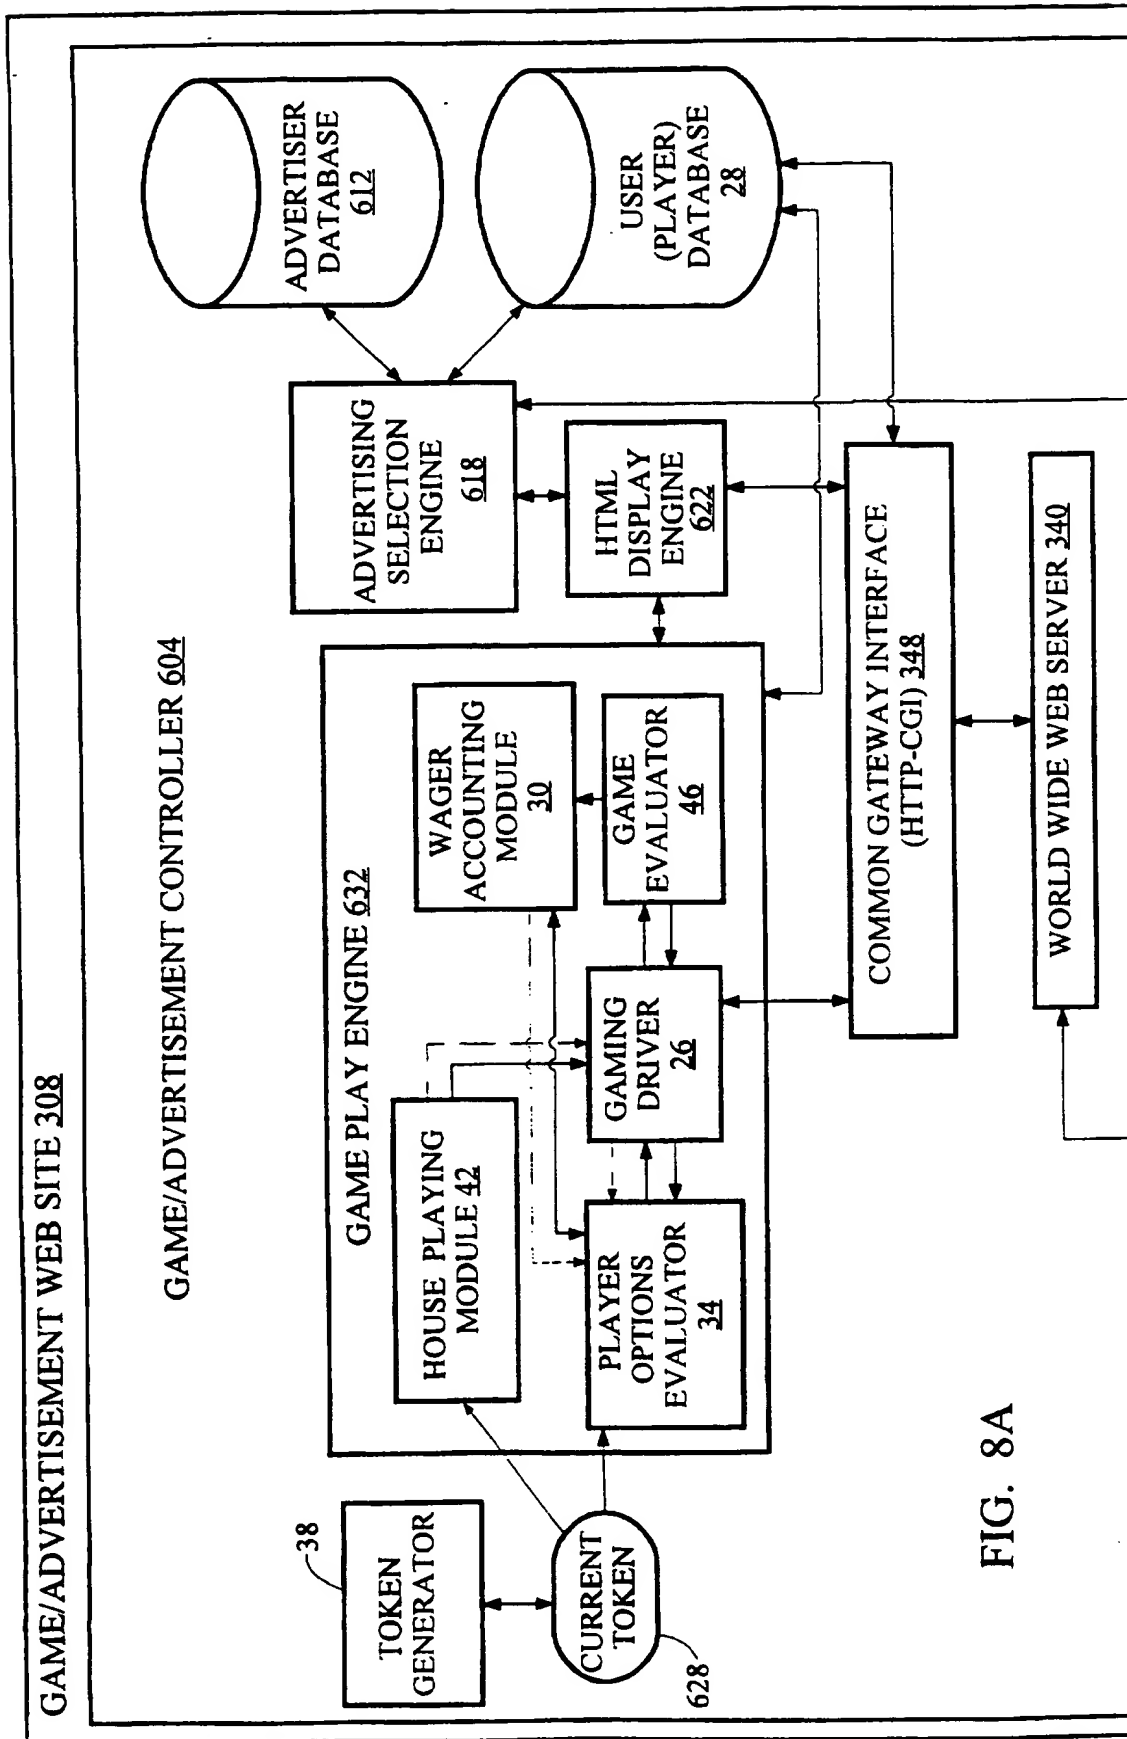 GAME/ADVERTISEMENT WEB SITE 308
GAME/ADVERTISEMENT CONTROLLER 604
ADVERTISER
DATABASE
612
USER
(PLAYER)
DATABASE
28
ADVERTISING
SELECTION
ENGINE
618
HTML
DISPLAY
ENGINE
622
GAME PLAY ENGINE 632
WAGER
ACCOUNTING
MODULE
30
GAME
EVALUATOR
46
HOUSE PLAYING
MODULE 42
GAMING
DRIVER
26
PLAYER
OPTIONS
EVALUATOR
34
38
TOKEN
GENERATOR
CURRENT
TOKEN
628
COMMON GATEWAY INTERFACE
(HTTP-CGI) 348
WORLD WIDE WEB SERVER 340
FIG. 8A